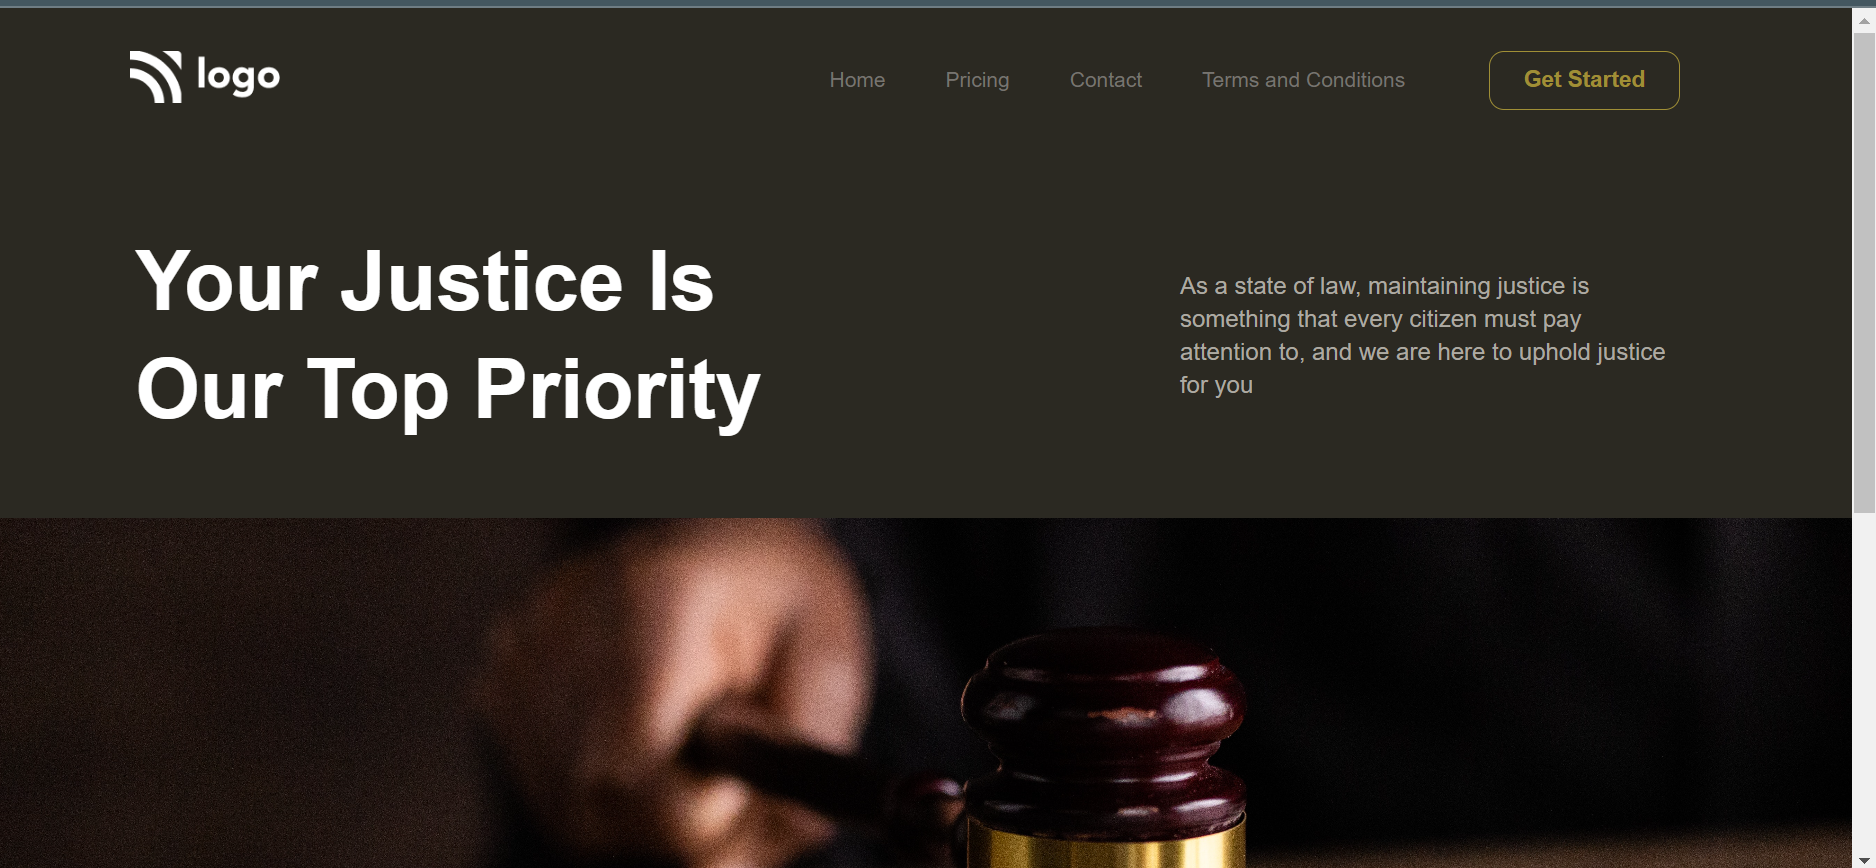 logo
Home Pricing Contact Terms and Conditions Get Started
Your Justice Is
Our Top Priority
As a state of law, maintaining justice is
something that every citizen must pay
attention to, and we are here to uphold justice
for you